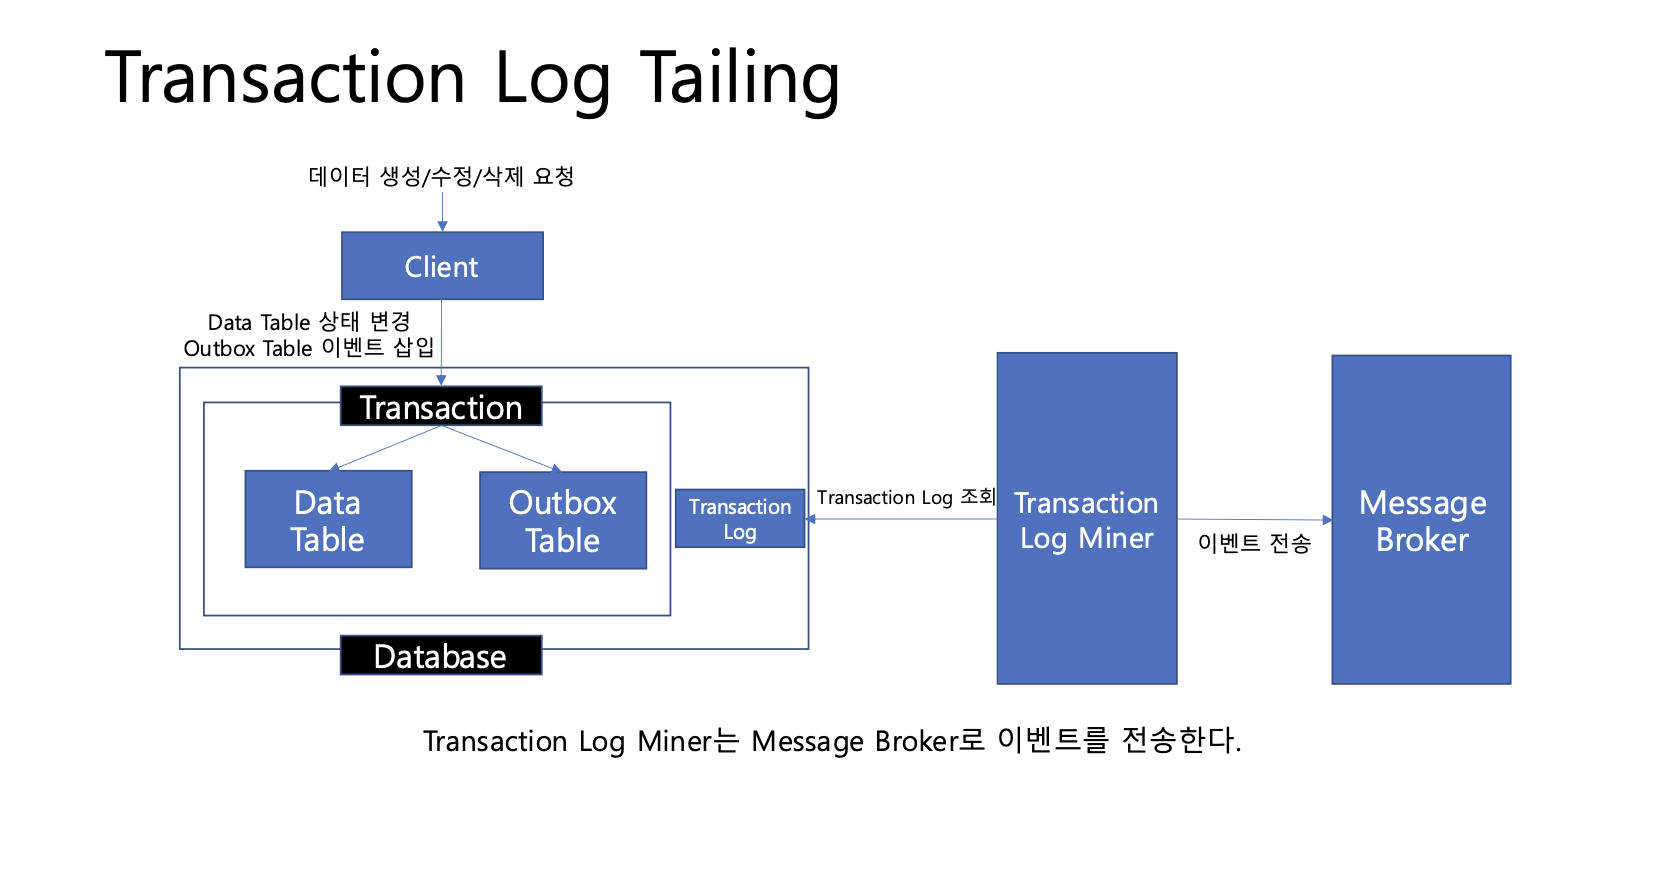 Transaction Log Tailing
데이터 생성/수정/삭제 요청
Client
Data Table 상태 변경
Outbox Table 이벤트 삽입
Transaction
Data
Table
Outbox
Table
Transaction
Log
Transaction Log 조회
Transaction
Log Miner
이벤트 전송
Message
Broker
Database
Transaction Log Miner는 Message Broker로 이벤트를 전송한다.